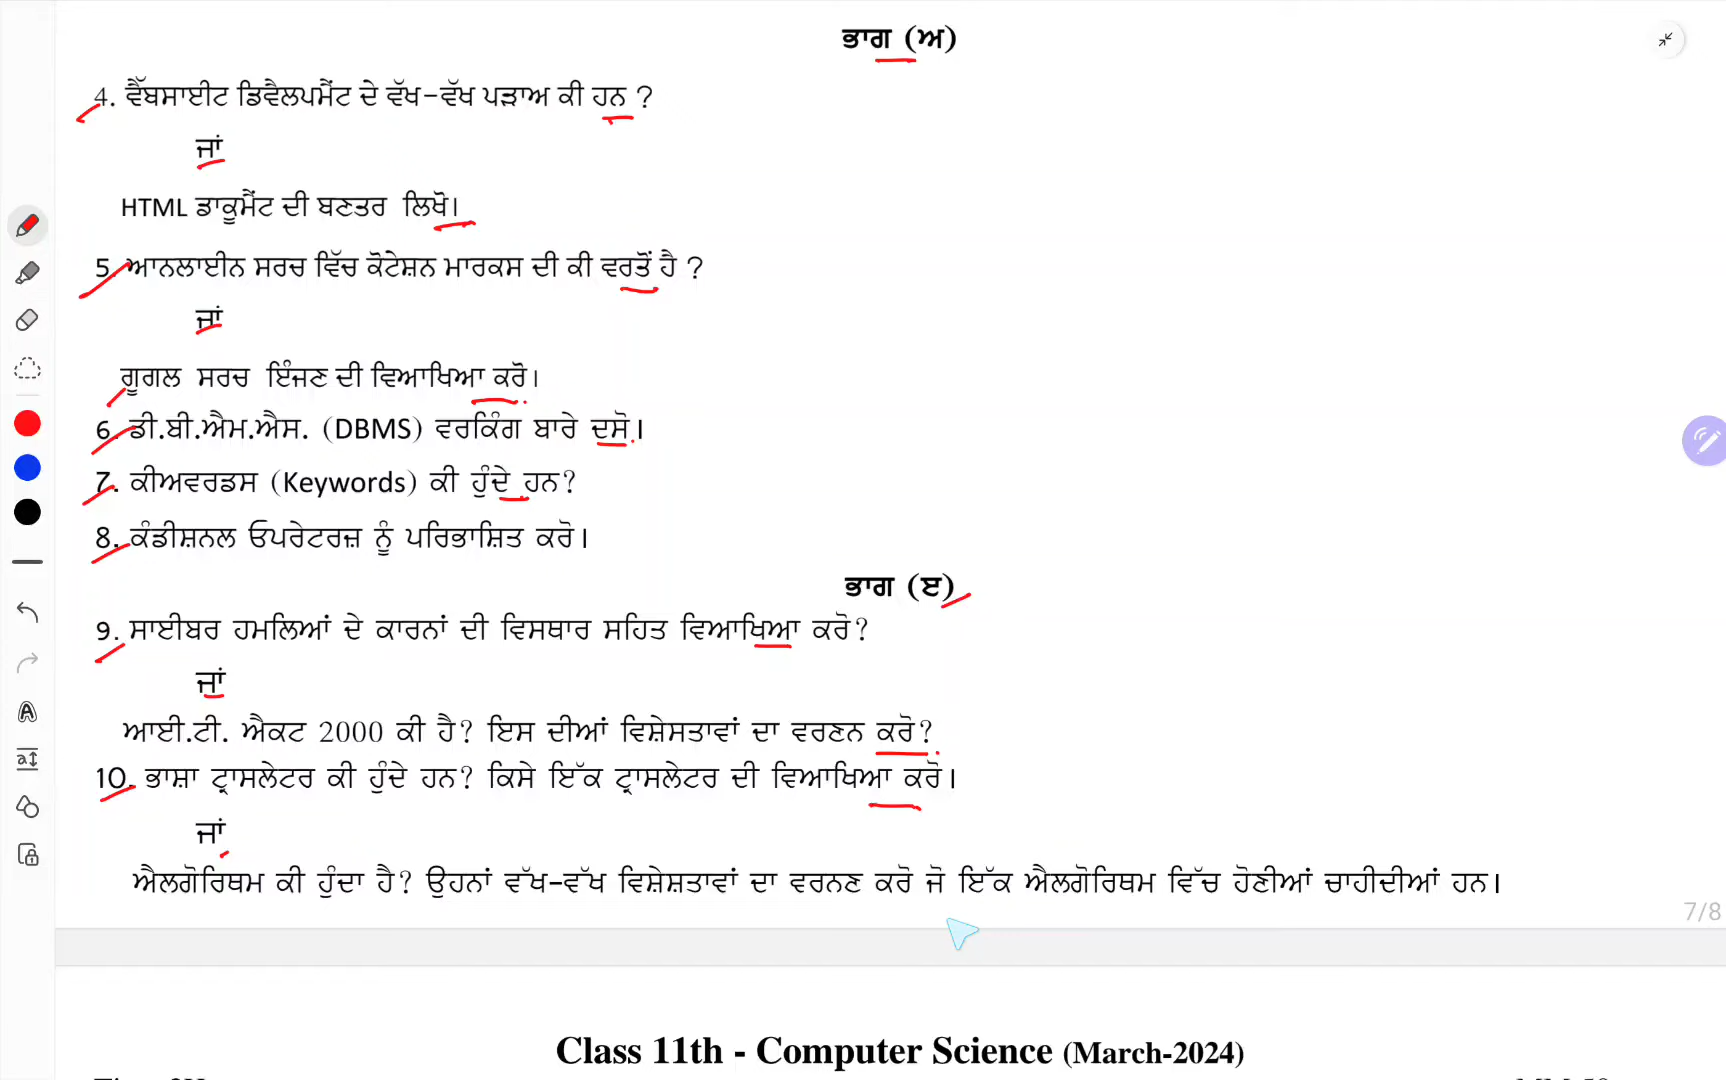 ਭਾਗ (ਅ)
4. ਵੈੱਬਸਾਈਟ ਡਿਵੈਲਪਮੈਂਟ ਦੇ ਵੱਖ-ਵੱਖ ਪੜਾਅ ਕੀ ਹਨ ?
ਜਾਂ
HTML ਡਾਕੂਮੈਂਟ ਦੀ ਬਣਤਰ ਲਿਖੋ।
5. ਆਨਲਾਈਨ ਸਰਚ ਵਿੱਚ ਕੋਟੇਸ਼ਨ ਮਾਰਕਸ ਦੀ ਕੀ ਵਰਤੋਂ ਹੈ ?
ਜਾਂ
ਗੂਗਲ ਸਰਚ ਇੰਜਣ ਦੀ ਵਿਆਖਿਆ ਕਰੋ।
6. ਡੀ.ਬੀ.ਐਮ.ਐਸ. (DBMS) ਵਰਕਿੰਗ ਬਾਰੇ ਦਸੋ।
7. ਕੀਅਵਰਡਸ (Keywords) ਕੀ ਹੁੰਦੇ ਹਨ?
8. ਕੰਡੀਸ਼ਨਲ ਓਪਰੇਟਰਜ਼ ਨੂੰ ਪਰਿਭਾਸ਼ਿਤ ਕਰੋ।
ਭਾਗ (ੲ)
9. ਸਾਈਬਰ ਹਮਲਿਆਂ ਦੇ ਕਾਰਨਾਂ ਦੀ ਵਿਸਥਾਰ ਸਹਿਤ ਵਿਆਖਿਆ ਕਰੋ?
ਜਾਂ
ਆਈ.ਟੀ. ਐਕਟ 2000 ਕੀ ਹੈ? ਇਸ ਦੀਆਂ ਵਿਸ਼ੇਸਤਾਵਾਂ ਦਾ ਵਰਣਨ ਕਰੋ?
10. ਭਾਸ਼ਾ ਟ੍ਰਾਸਲੇਟਰ ਕੀ ਹੁੰਦੇ ਹਨ? ਕਿਸੇ ਇੱਕ ਟ੍ਰਾਸਲੇਟਰ ਦੀ ਵਿਆਖਿਆ ਕਰੋ।
ਜਾਂ
ਐਲਗੋਰਿਥਮ ਕੀ ਹੁੰਦਾ ਹੈ? ਉਹਨਾਂ ਵੱਖ-ਵੱਖ ਵਿਸ਼ੇਸ਼ਤਾਵਾਂ ਦਾ ਵਰਨਣ ਕਰੋ ਜੋ ਇੱਕ ਐਲਗੋਰਿਥਮ ਵਿੱਚ ਹੋਣੀਆਂ ਚਾਹੀਦੀਆਂ ਹਨ।
7/8
Class 11th - Computer Science (March-2024)